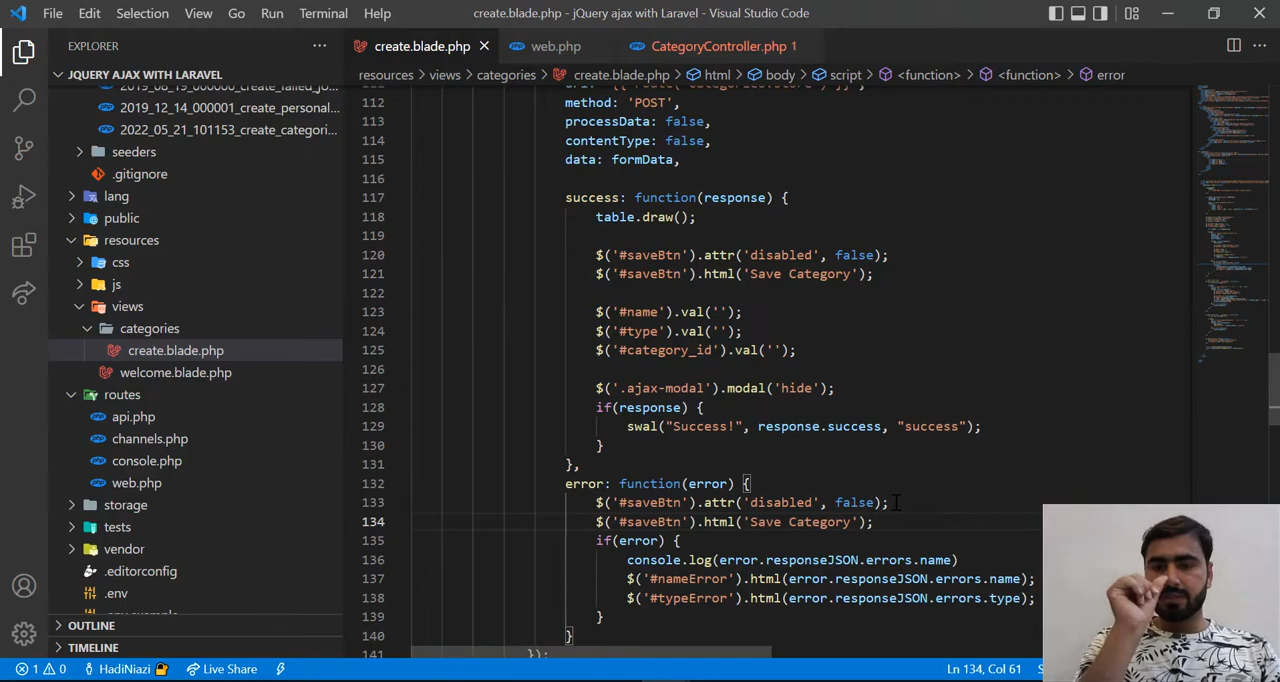 File Edit Selection View Go Run Terminal Help create.blade.php - jQuery ajax with Laravel - Visual Studio Code
EXPLORER
JQUERY AJAX WITH LARAVEL
2019_08_19_000001_create_failed_jo...
2019_12_14_000001_create_personal...
2022_05_21_101153_create_categori...
seeders
.gitignore
lang
public
resources
css
js
views
categories
create.blade.php
welcome.blade.php
routes
api.php
channels.php
console.php
web.php
storage
tests
vendor
.editorconfig
.env
.env.example
OUTLINE
TIMELINE
create.blade.php web.php CategoryController.php 1
resources > views > categories > create.blade.php > html > body > script > <function> > <function> > error
112 method: 'POST',
113 processData: false,
114 contentType: false,
115 data: formData,
116
117 success: function(response) {
118 table.draw();
119
120 $('#saveBtn').attr('disabled', false);
121 $('#saveBtn').html('Save Category');
122
123 $('#name').val('');
124 $('#type').val('');
125 $('#category_id').val('');
126
127 $('.ajax-modal').modal('hide');
128 if(response) {
129 swal("Success!", response.success, "success");
130 }
131 },
132 error: function(error) {
133 $('#saveBtn').attr('disabled', false);
134 $('#saveBtn').html('Save Category');
135 if(error) {
136 console.log(error.responseJSON.errors.name)
137 $('#nameError').html(error.responseJSON.errors.name);
138 $('#typeError').html(error.responseJSON.errors.type);
139 }
140 }
141 });
1 0 HadiNiazi Live Share Ln 134, Col 61